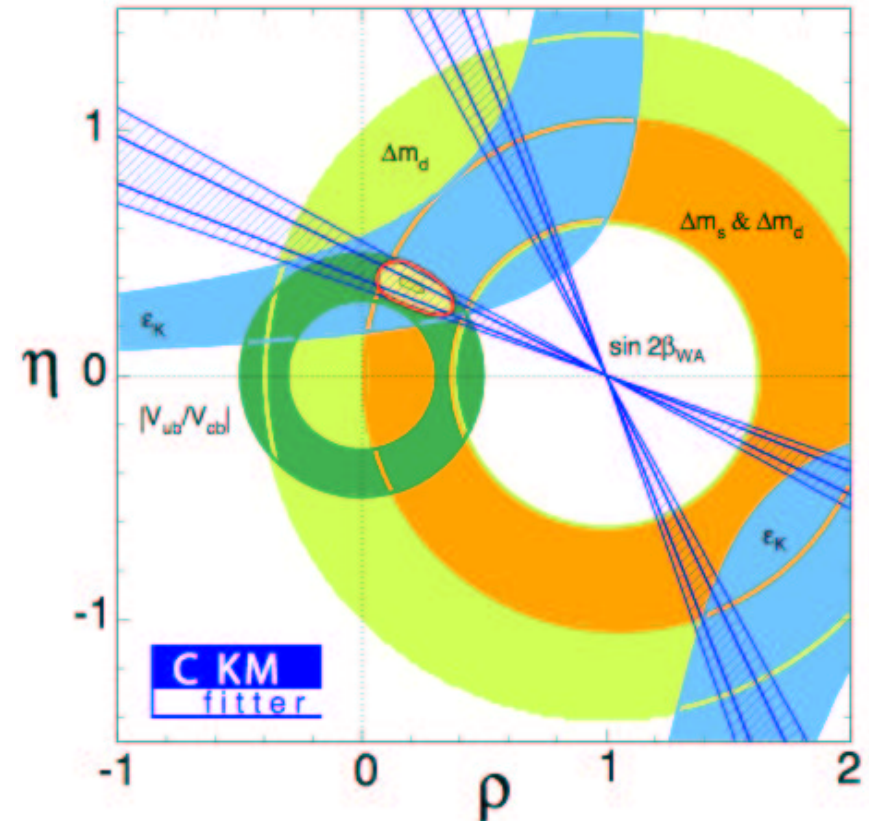 1
Δm_d
Δm_s & Δm_d
ε_K
sin 2β_WA
η 0
|V_ub/V_cb|
ε_K
-1
C KM
fitter
-1 0 1 2
ρ